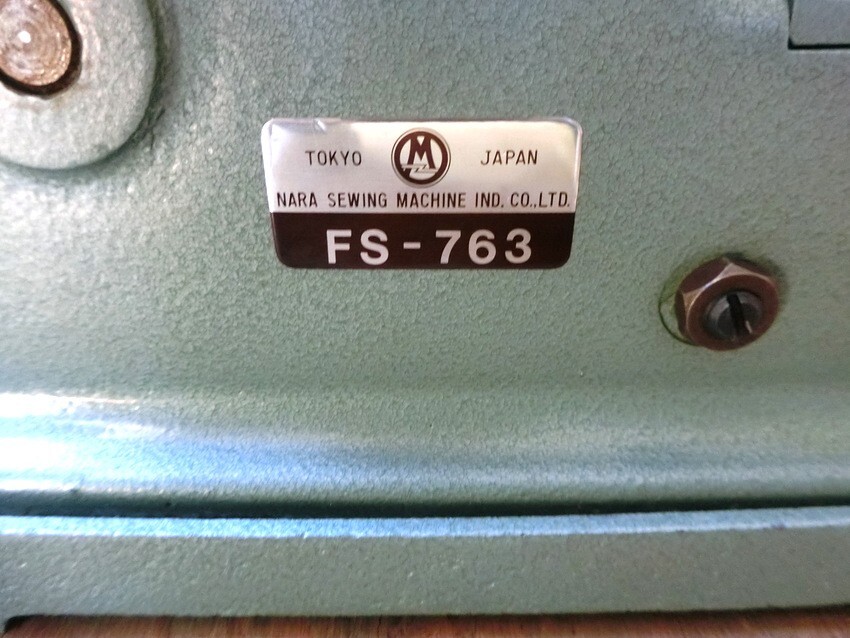 TOKYO M JAPAN
NARA SEWING MACHINE IND. CO.,LTD.
FS-763